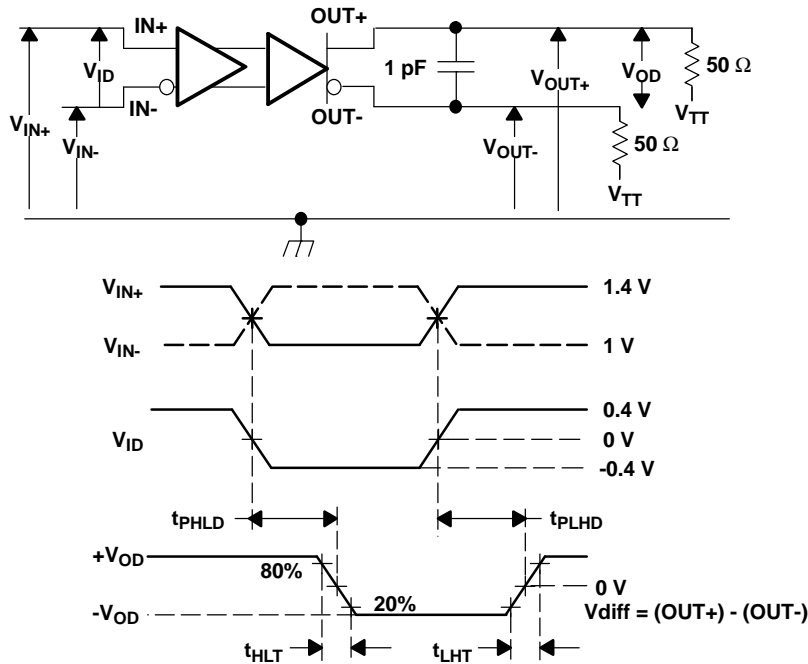 IN+
OUT+
V_ID
IN-
OUT-
1 pF
V_IN+
V_IN-
V_OUT-
V_OUT+
V_OD
50 Ω
V_TT
50 Ω
V_TT
V_IN+
1.4 V
V_IN-
1 V
V_ID
0.4 V
0 V
-0.4 V
t_PHLD
t_PLHD
+V_OD
80%
0 V
-V_OD
20%
Vdiff = (OUT+) - (OUT-)
t_HLT
t_LHT